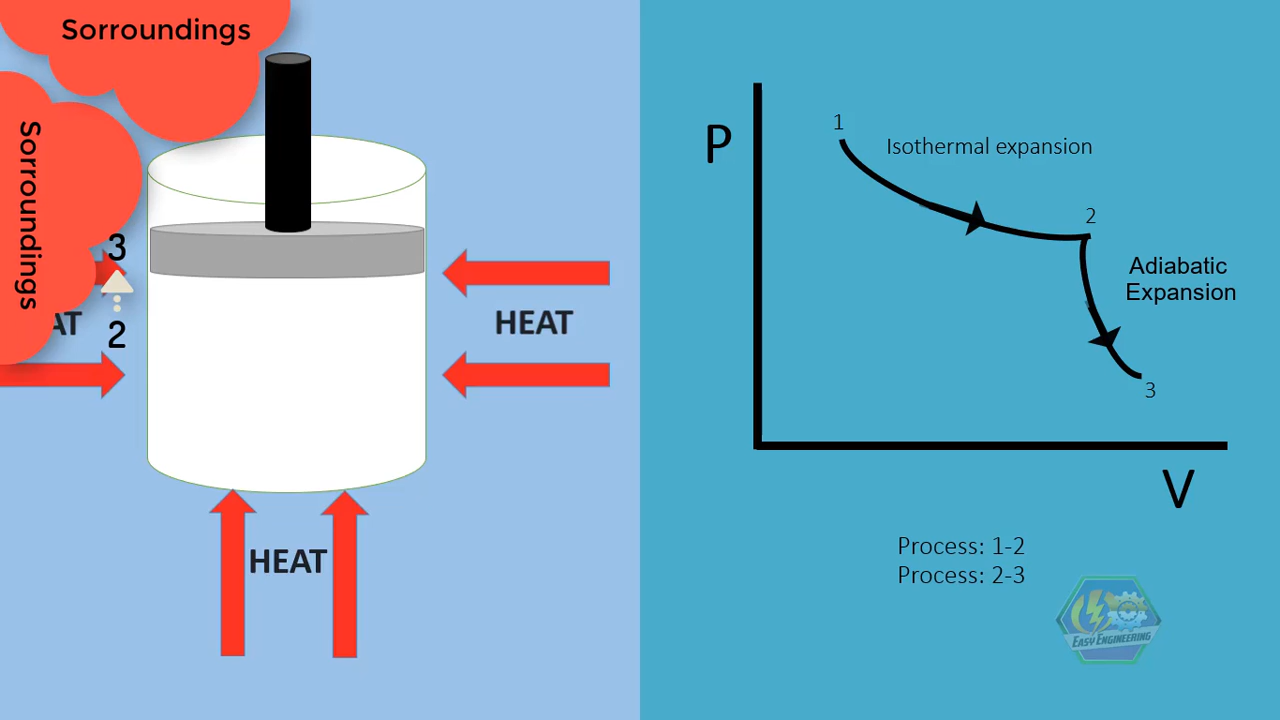 Sorroundings
Sorroundings
3
2
AT
HEAT
HEAT
P
1
Isothermal expansion
2
Adiabatic
Expansion
3
V
Process: 1-2
Process: 2-3
EASY ENGINEERING